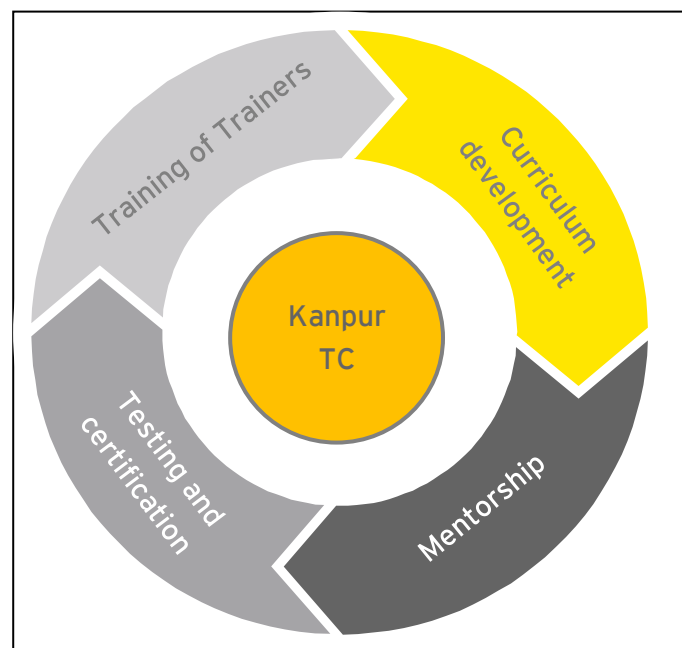 Training of Trainers
Curriculum
development
Kanpur
TC
Testing and
certification
Mentorship